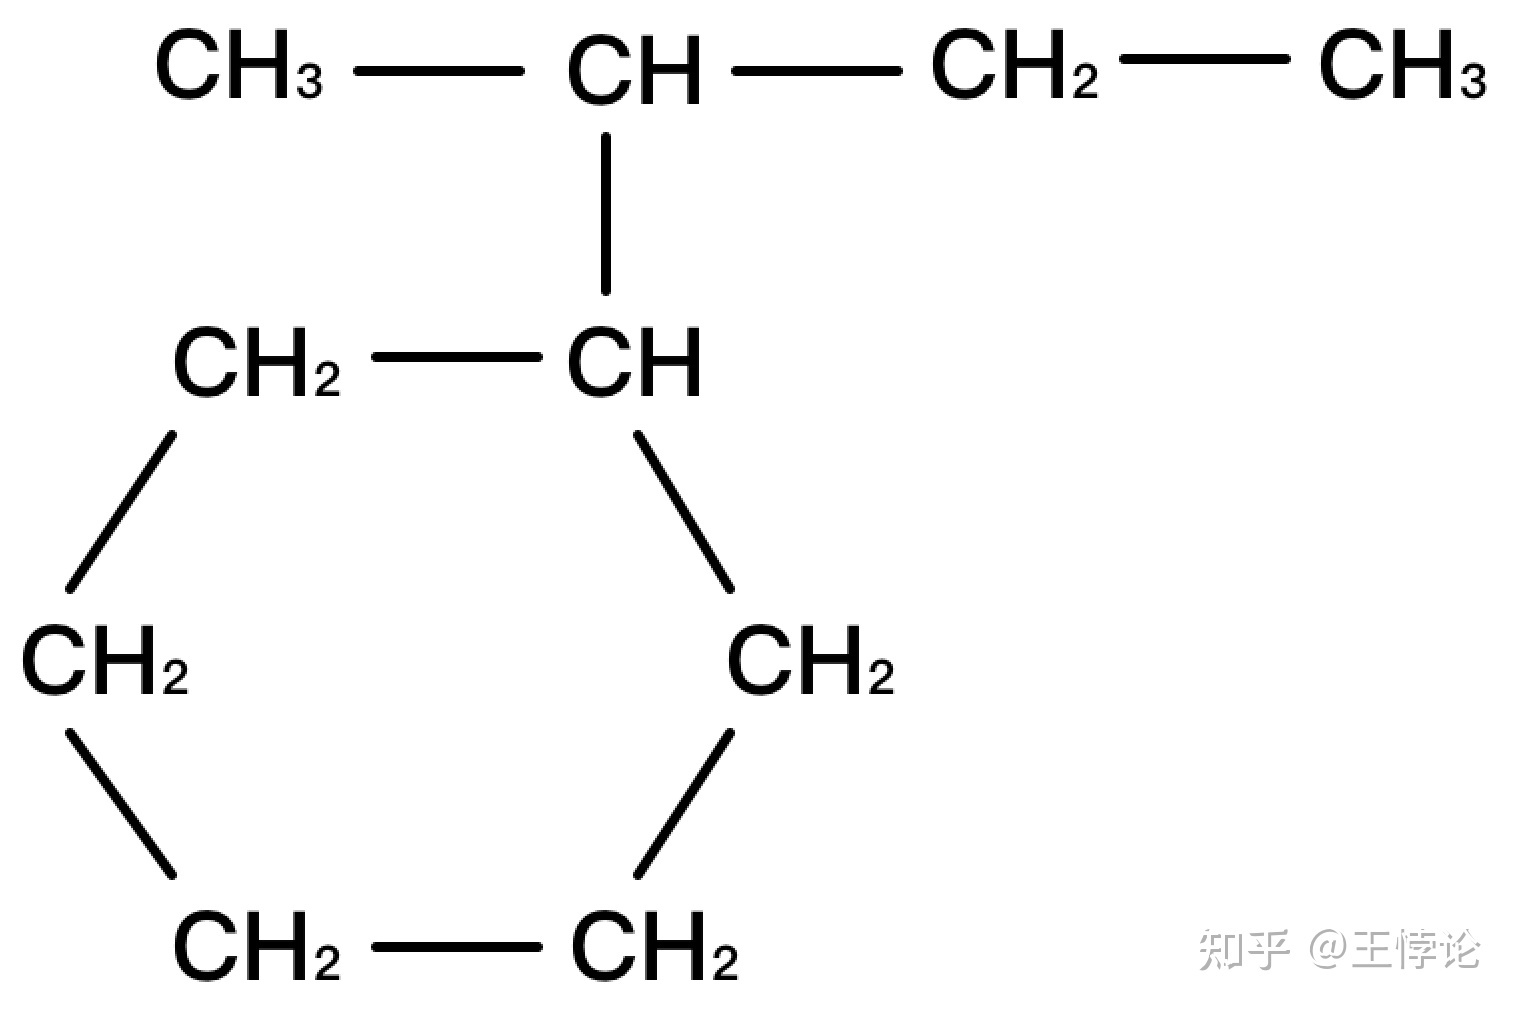 CH₃ — CH — CH₂ — CH₃
CH₂ — CH
CH₂ CH₂
CH₂ — CH₂
知乎 @王悖论